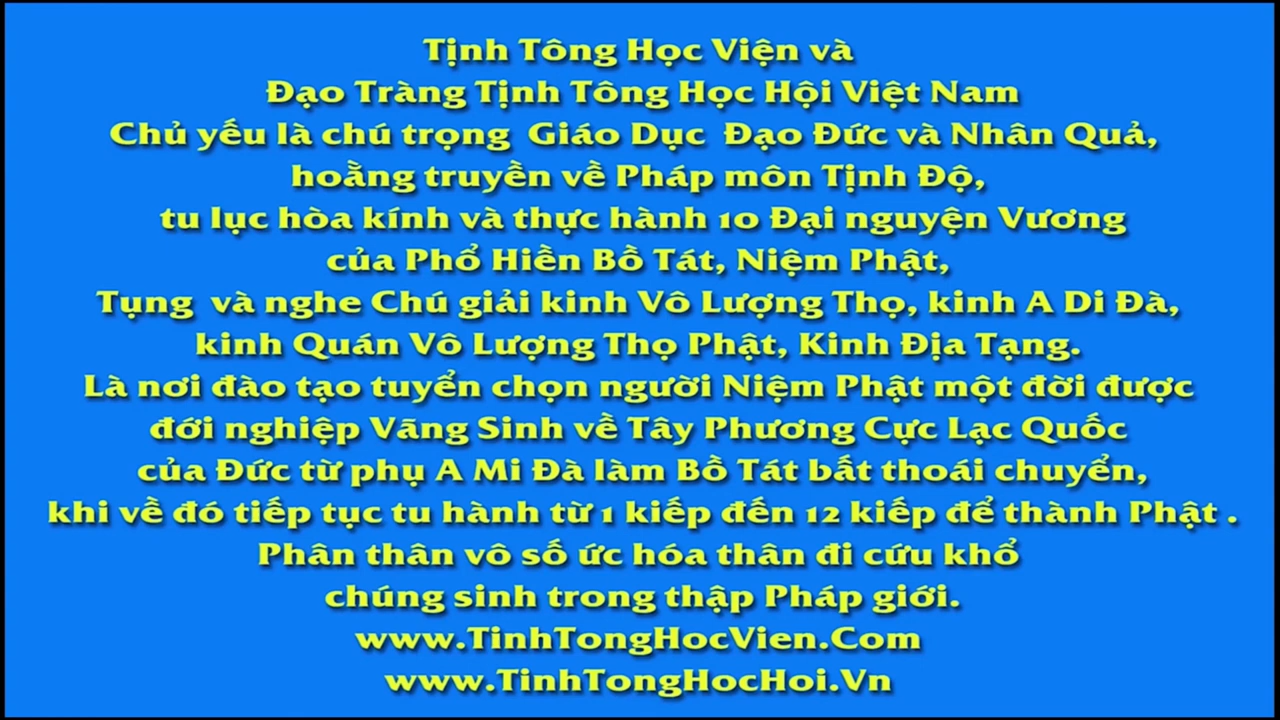 Tịnh Tông Học Viện và
Đạo Tràng Tịnh Tông Học Hội Việt Nam
Chủ yếu là chú trọng Giáo Dục Đạo Đức và Nhân Quả,
hoằng truyền về Pháp môn Tịnh Độ,
tu lục hòa kính và thực hành 10 Đại nguyện Vương
của Phổ Hiền Bồ Tát, Niệm Phật,
Tụng và nghe Chú giải kinh Vô Lượng Thọ, kinh A Di Đà,
kinh Quán Vô Lượng Thọ Phật, Kinh Địa Tạng.
Là nơi đào tạo tuyển chọn người Niệm Phật một đời được
đới nghiệp Vãng Sinh về Tây Phương Cực Lạc Quốc
của Đức từ phụ A Mi Đà làm Bồ Tát bất thoái chuyển,
khi về đó tiếp tục tu hành từ 1 kiếp đến 12 kiếp để thành Phật .
Phân thân vô số ức hóa thân đi cứu khổ
chúng sinh trong thập Pháp giới.
www.TinhTongHocVien.Com
www.TinhTongHocHoi.Vn